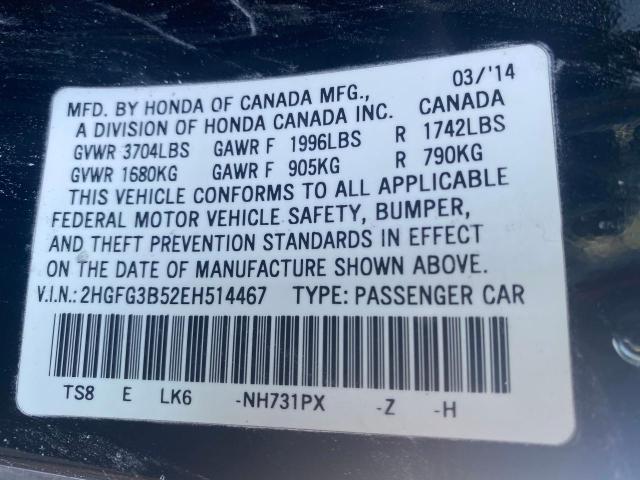 03/'14
MFD. BY HONDA OF CANADA MFG.,
A DIVISION OF HONDA CANADA INC. CANADA
GVWR 3704LBS GAWR F 1996LBS R 1742LBS
GVWR 1680KG GAWR F 905KG R 790KG
THIS VEHICLE CONFORMS TO ALL APPLICABLE
FEDERAL MOTOR VEHICLE SAFETY, BUMPER,
AND THEFT PREVENTION STANDARDS IN EFFECT
ON THE DATE OF MANUFACTURE SHOWN ABOVE.
V.I.N.: 2HGFG3B52EH514467 TYPE: PASSENGER CAR
TS8 E LK6 -NH731PX -Z -H